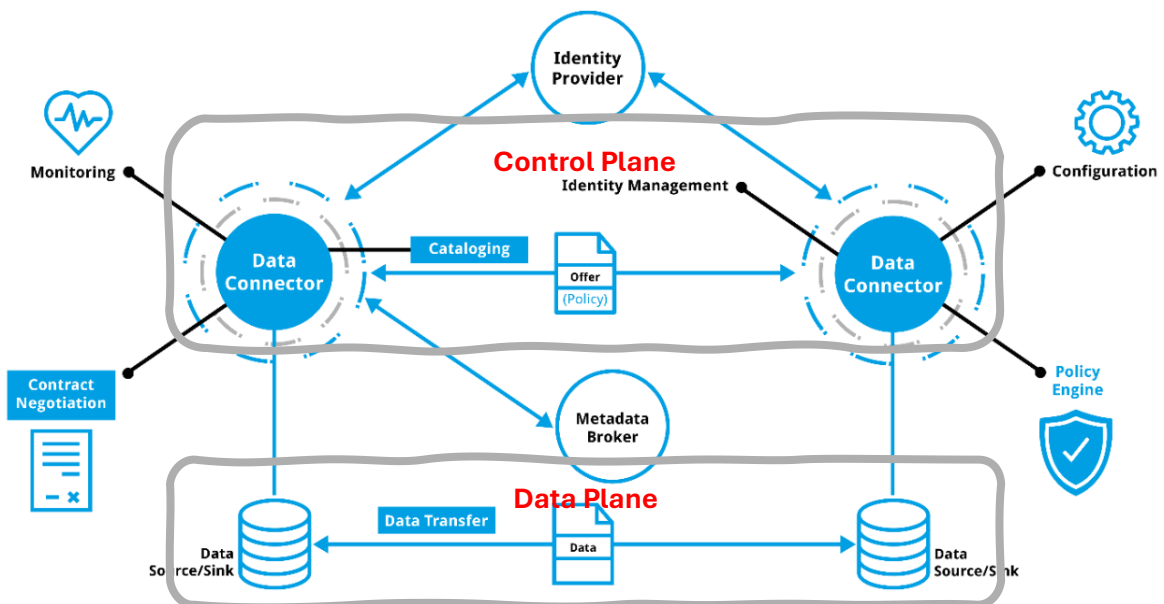 Identity
Provider
Control Plane
Monitoring
Configuration
Identity Management
Data
Connector
Cataloging
Offer
(Policy)
Data
Connector
Contract
Negotiation
Policy
Engine
Metadata
Broker
Data Plane
Data Transfer
Data
Data
Source/Sink
Data
Source/Sink